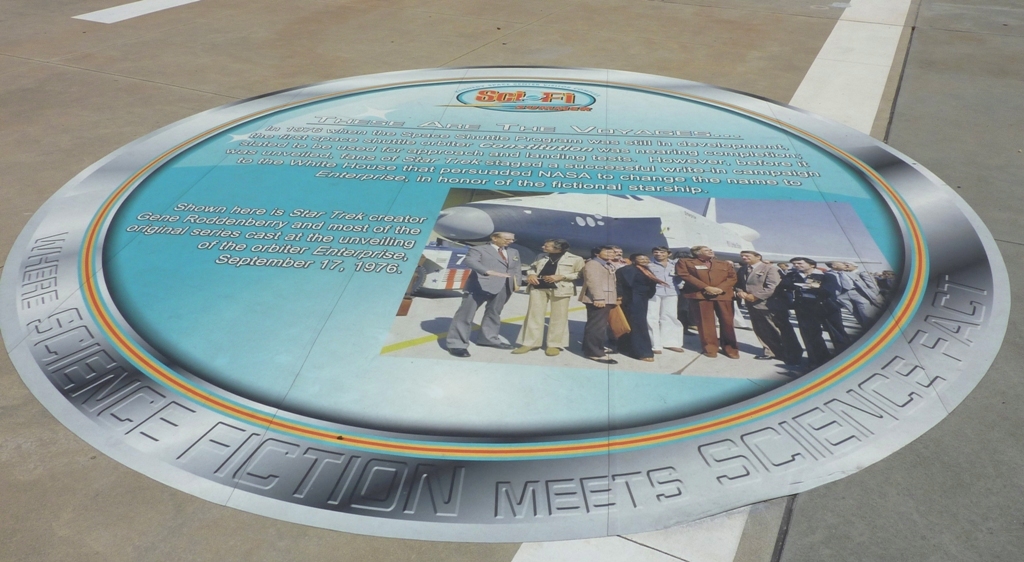 Sci-Fi
THESE ARE THE VOYAGES....
In 1976 when the Space Shuttle Program was still in development,
the first space shuttle orbiter Constitution was nearing completion,
slated to be used for approach and landing tests. However, before it
was unveiled, fans of Star Trek staged a successful write-in campaign
to the White House that persuaded NASA to change the name to
Enterprise, in honor of the fictional starship.
Shown here is Star Trek creator
Gene Roddenberry and most of the
original series cast at the unveiling
of the orbiter Enterprise,
September 17, 1976.
WHERE SCIENCE FICTION MEETS SCIENCE FACT